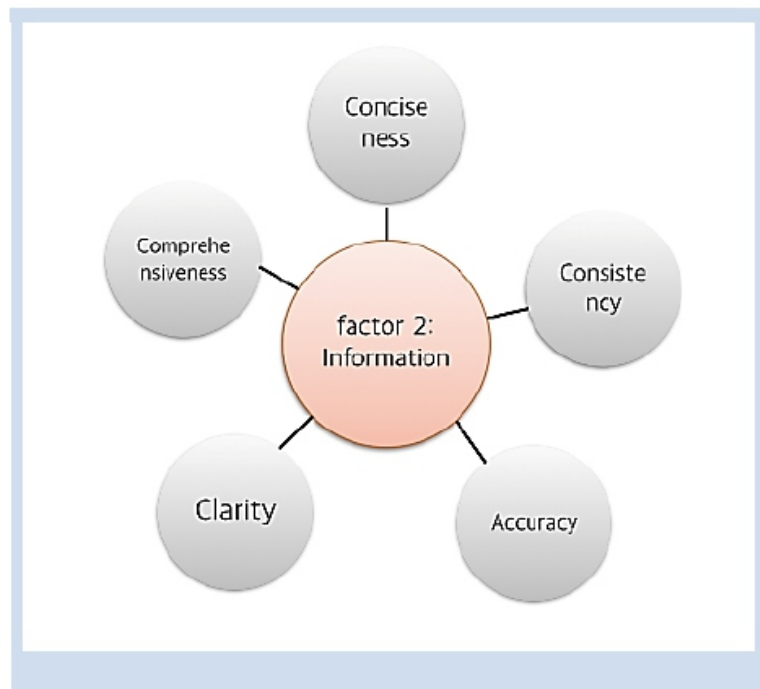 Concise
ness
Comprehe
nsiveness
Consiste
ncy
factor 2:
Information
Clarity
Accuracy